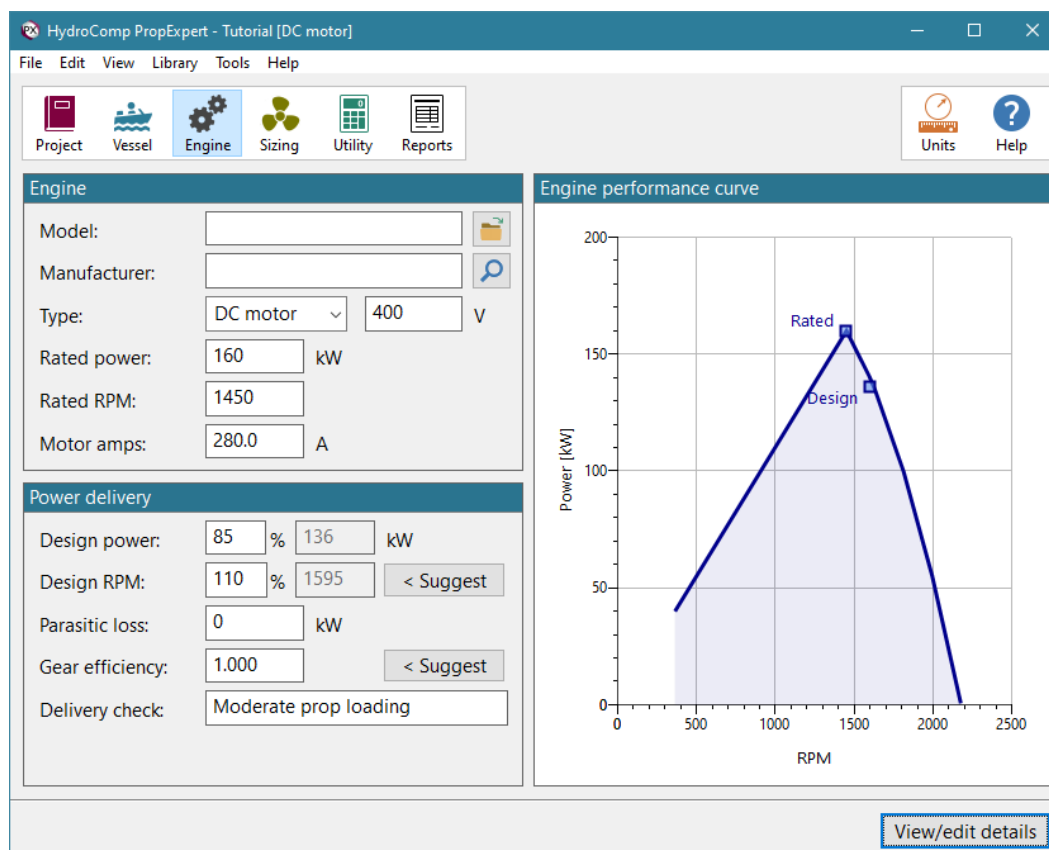 HydroComp PropExpert - Tutorial [DC motor]
File Edit View Library Tools Help
Project Vessel Engine Sizing Utility Reports Units Help
Engine
Model:
Manufacturer:
Type: DC motor 400 V
Rated power: 160 kW
Rated RPM: 1450
Motor amps: 280.0 A
Power delivery
Design power: 85 % 136 kW
Design RPM: 110 % 1595 < Suggest
Parasitic loss: 0 kW
Gear efficiency: 1.000 < Suggest
Delivery check: Moderate prop loading
Engine performance curve
200
150
100
50
0
Power [kW]
Rated
Design
0 500 1000 1500 2000 2500
RPM
View/edit details